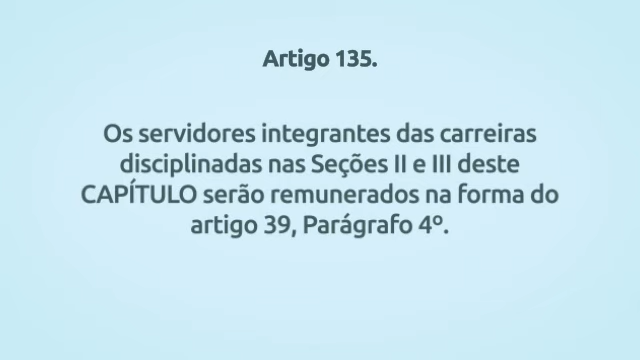 Artigo 135.
Os servidores integrantes das carreiras
disciplinadas nas Seções II e III deste
CAPÍTULO serão remunerados na forma do
artigo 39, Parágrafo 4º.